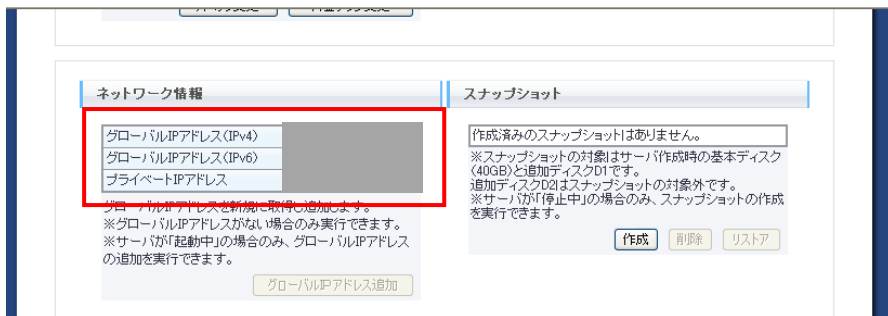 ネットワーク情報
グローバルIPアドレス(IPv4)
グローバルIPアドレス(IPv6)
プライベートIPアドレス
グローバルIPアドレスを新規に取得し追加します。
※グローバルIPアドレスがない場合のみ実行できます。
※サーバが「起動中」の場合のみ、グローバルIPアドレス
の追加を実行できます。
グローバルIPアドレス追加
スナップショット
作成済みのスナップショットはありません。
※スナップショットの対象はサーバ作成時の基本ディスク
(40GB)と追加ディスクD1です。
追加ディスクD2はスナップショットの対象外です。
※サーバが「停止中」の場合のみ、スナップショットの作成
を実行できます。
作成 削除 リストア